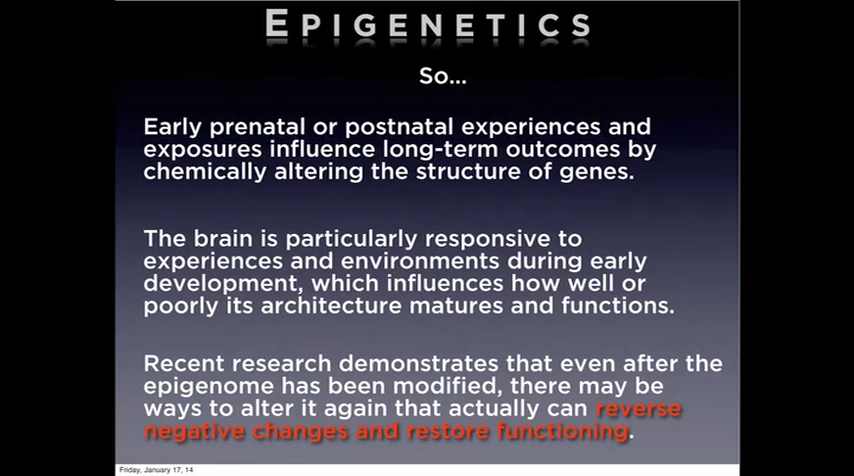 EPIGENETICS
So...
Early prenatal or postnatal experiences and
exposures influence long-term outcomes by
chemically altering the structure of genes.
The brain is particularly responsive to
experiences and environments during early
development, which influences how well or
poorly its architecture matures and functions.
Recent research demonstrates that even after the
epigenome has been modified, there may be
ways to alter it again that actually can reverse
negative changes and restore functioning.
Friday, January 17, 14